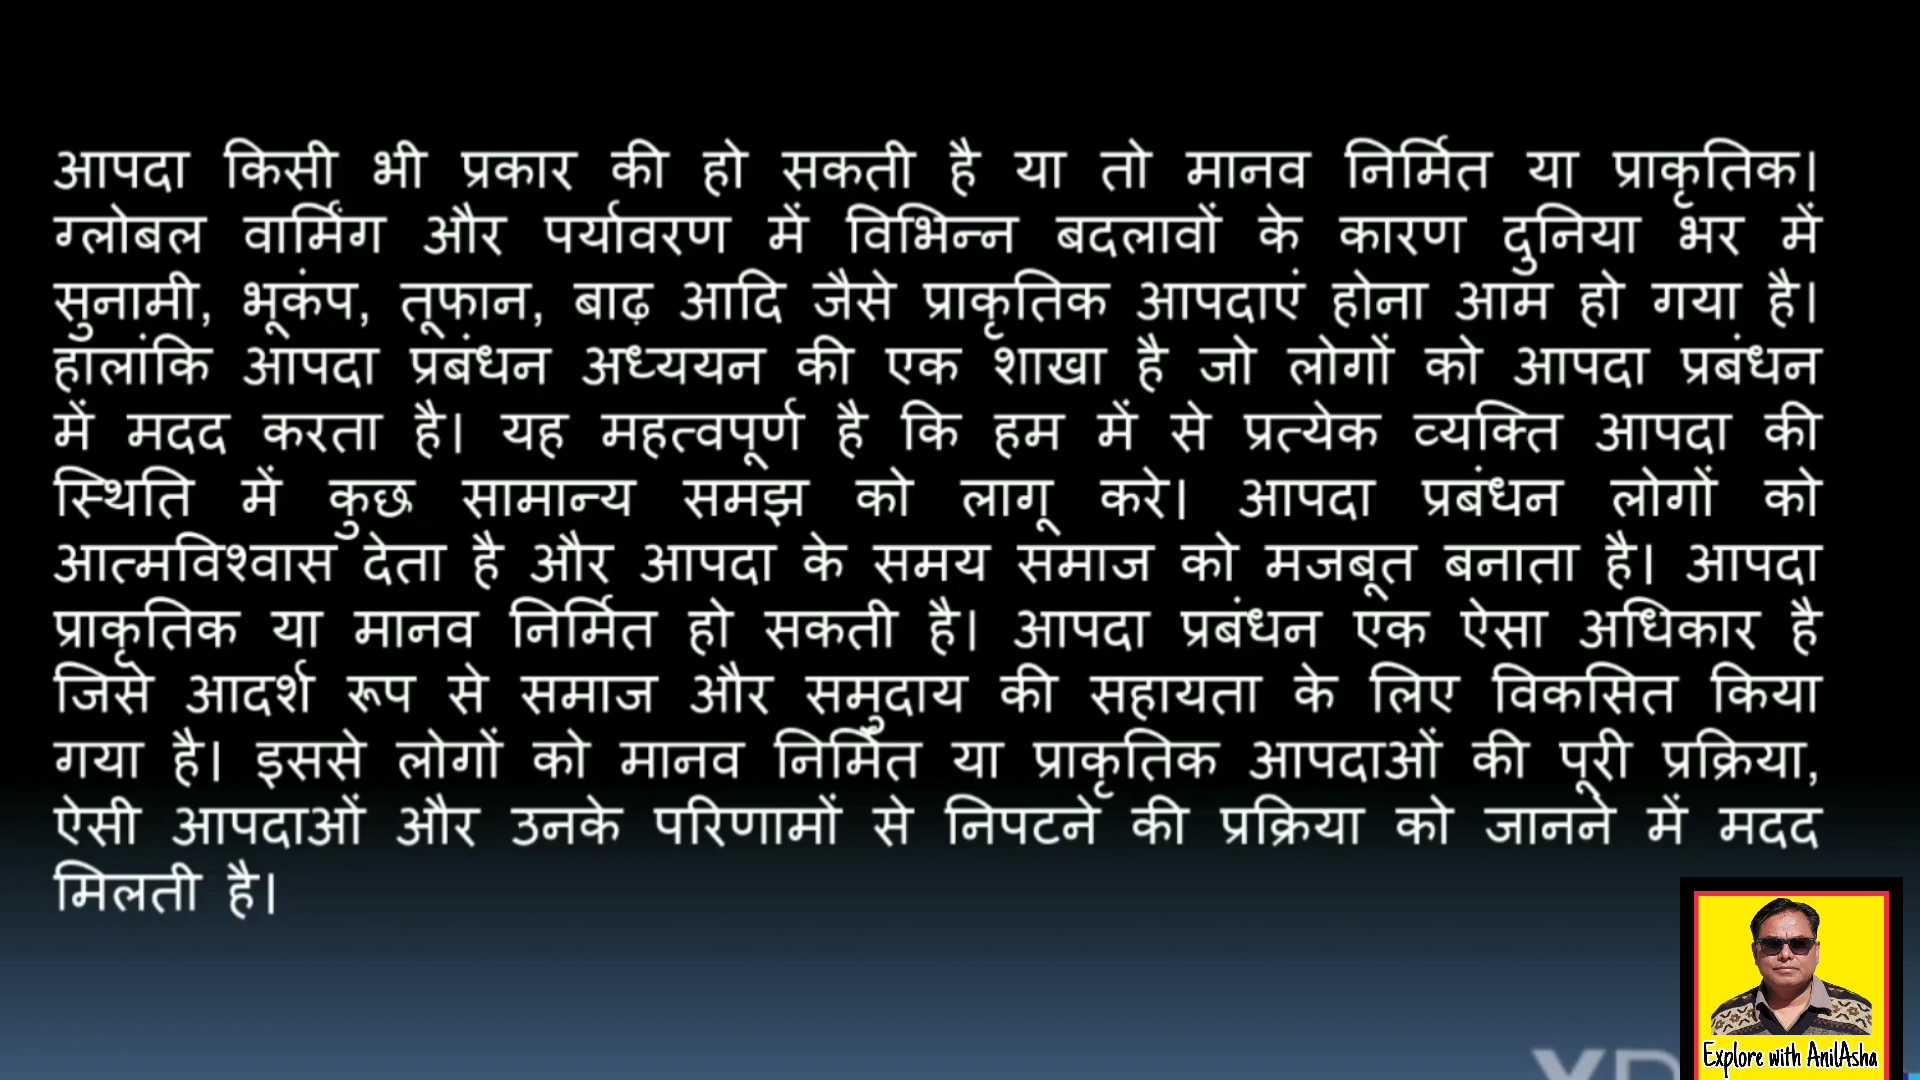 आपदा किसी भी प्रकार की हो सकती है या तो मानव निर्मित या प्राकृतिक।
ग्लोबल वार्मिंग और पर्यावरण में विभिन्न बदलावों के कारण दुनिया भर में
सुनामी, भूकंप, तूफान, बाढ़ आदि जैसे प्राकृतिक आपदाएं होना आम हो गया है।
हालांकि आपदा प्रबंधन अध्ययन की एक शाखा है जो लोगों को आपदा प्रबंधन
में मदद करता है। यह महत्वपूर्ण है कि हम में से प्रत्येक व्यक्ति आपदा की
स्थिति में कुछ सामान्य समझ को लागू करे। आपदा प्रबंधन लोगों को
आत्मविश्वास देता है और आपदा के समय समाज को मजबूत बनाता है। आपदा
प्राकृतिक या मानव निर्मित हो सकती है। आपदा प्रबंधन एक ऐसा अधिकार है
जिसे आदर्श रूप से समाज और समुदाय की सहायता के लिए विकसित किया
गया है। इससे लोगों को मानव निर्मित या प्राकृतिक आपदाओं की पूरी प्रक्रिया,
ऐसी आपदाओं और उनके परिणामों से निपटने की प्रक्रिया को जानने में मदद
मिलती है।
Explore with AnilAsha